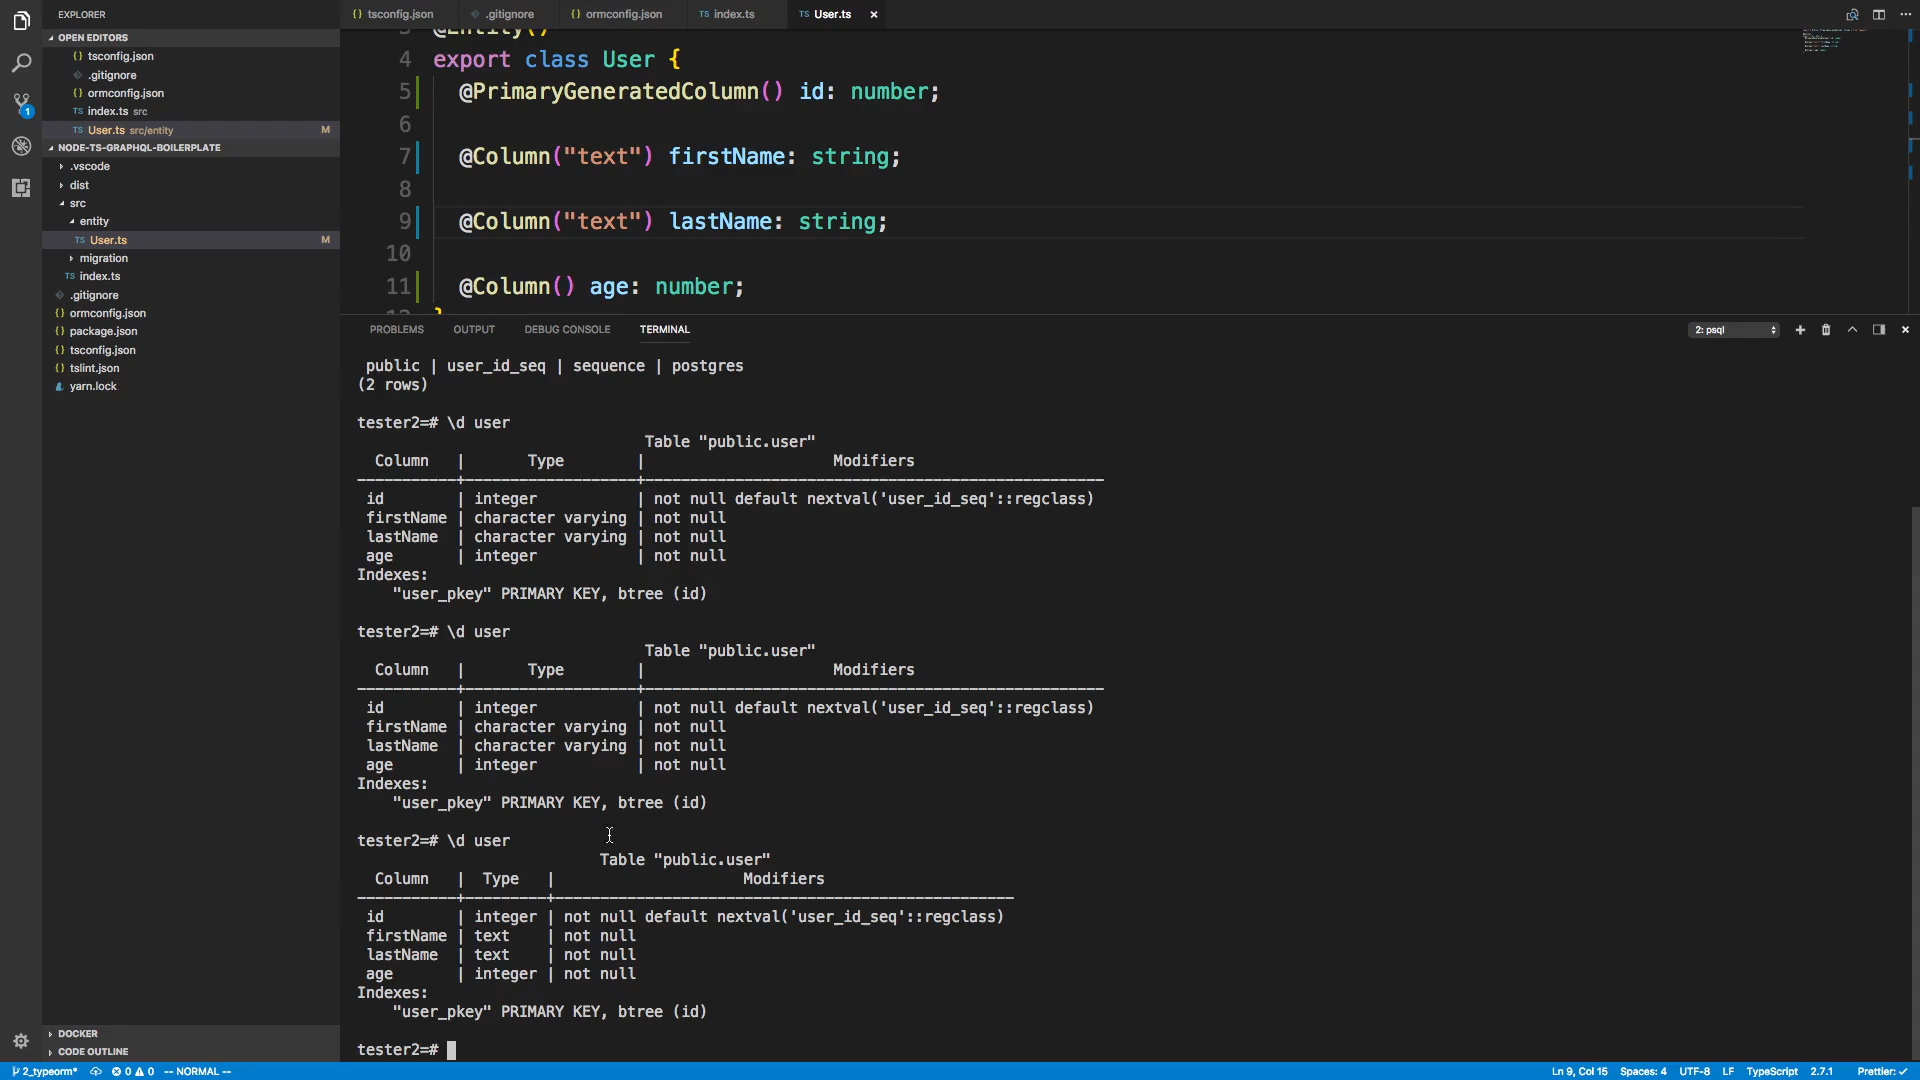 EXPLORER
OPEN EDITORS
{} tsconfig.json
.gitignore
{} ormconfig.json
TS index.ts src
TS User.ts src/entity M
NODE-TS-GRAPHQL-BOILERPLATE
.vscode
dist
src
entity
TS User.ts M
migration
TS index.ts
.gitignore
{} ormconfig.json
{} package.json
{} tsconfig.json
{} tslint.json
yarn.lock
DOCKER
CODE OUTLINE
{} tsconfig.json .gitignore {} ormconfig.json TS index.ts TS User.ts ×
3 @Entity()
4 export class User {
5 @PrimaryGeneratedColumn() id: number;
6
7 @Column("text") firstName: string;
8
9 @Column("text") lastName: string;
10
11 @Column() age: number;
12 }
PROBLEMS OUTPUT DEBUG CONSOLE TERMINAL 2: psql
public | user_id_seq | sequence | postgres
(2 rows)
tester2=# \d user
Table "public.user"
Column | Type | Modifiers
-----------+-------------------+---------------------------------------------------
id | integer | not null default nextval('user_id_seq'::regclass)
firstName | character varying | not null
lastName | character varying | not null
age | integer | not null
Indexes:
"user_pkey" PRIMARY KEY, btree (id)
tester2=# \d user
Table "public.user"
Column | Type | Modifiers
-----------+-------------------+---------------------------------------------------
id | integer | not null default nextval('user_id_seq'::regclass)
firstName | character varying | not null
lastName | character varying | not null
age | integer | not null
Indexes:
"user_pkey" PRIMARY KEY, btree (id)
tester2=# \d user
Table "public.user"
Column | Type | Modifiers
-----------+---------+---------------------------------------------------
id | integer | not null default nextval('user_id_seq'::regclass)
firstName | text | not null
lastName | text | not null
age | integer | not null
Indexes:
"user_pkey" PRIMARY KEY, btree (id)
tester2=#
1
2_typeorm* 0 0 -- NORMAL -- Ln 9, Col 15 Spaces: 4 UTF-8 LF TypeScript 2.7.1 Prettier: ✓